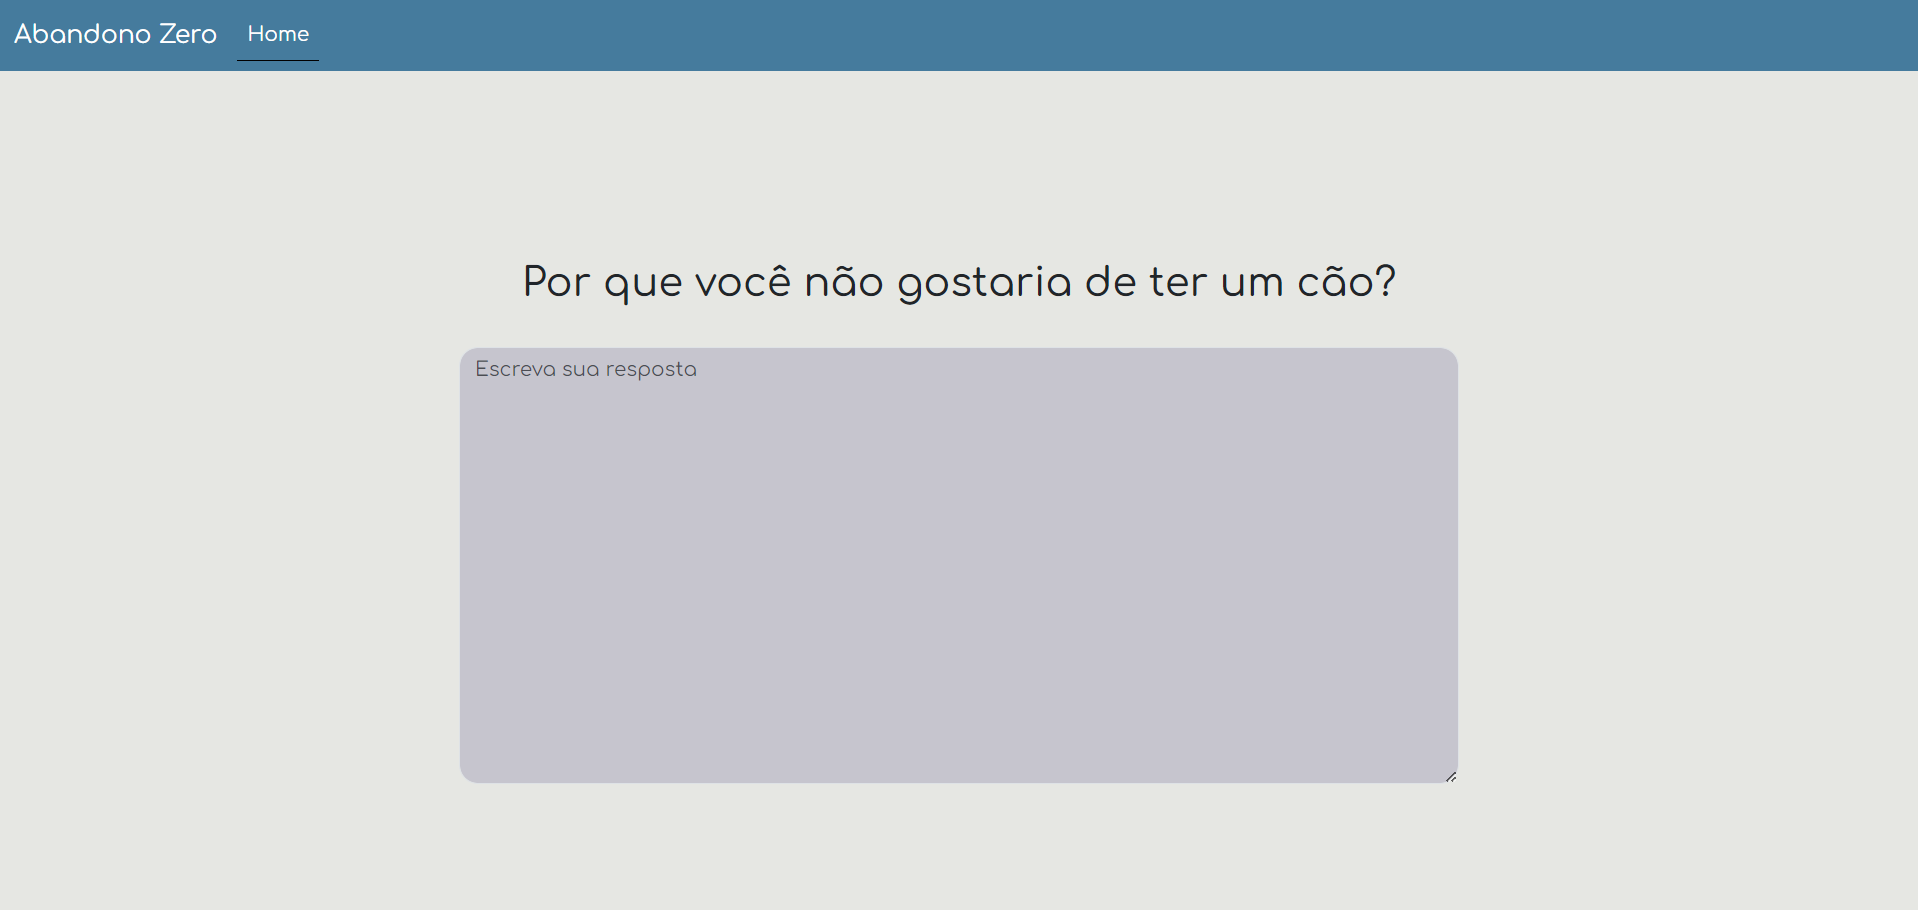 Abandono Zero Home
Por que você não gostaria de ter um cão?
Escreva sua resposta